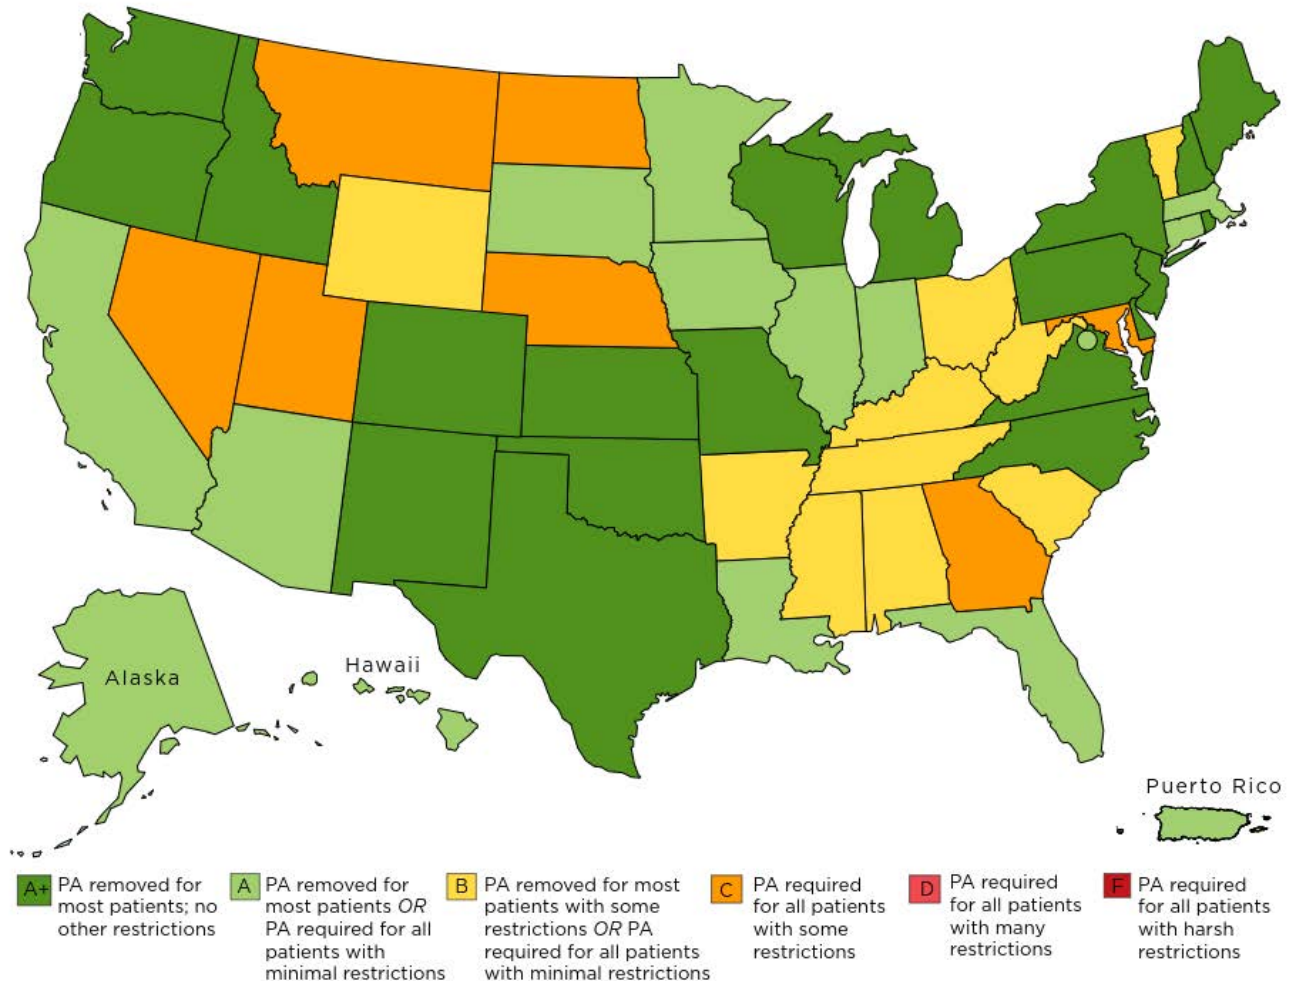 Alaska
Hawaii
Puerto Rico
A+
PA removed for
most patients; no
other restrictions
A
PA removed for
most patients OR
PA required for all
patients with
minimal restrictions
B
PA removed for most
patients with some
restrictions OR PA
required for all patients
with minimal restrictions
C
PA required
for all patients
with some
restrictions
D
PA required
for all patients
with many
restrictions
F
PA required
for all patients
with harsh
restrictions